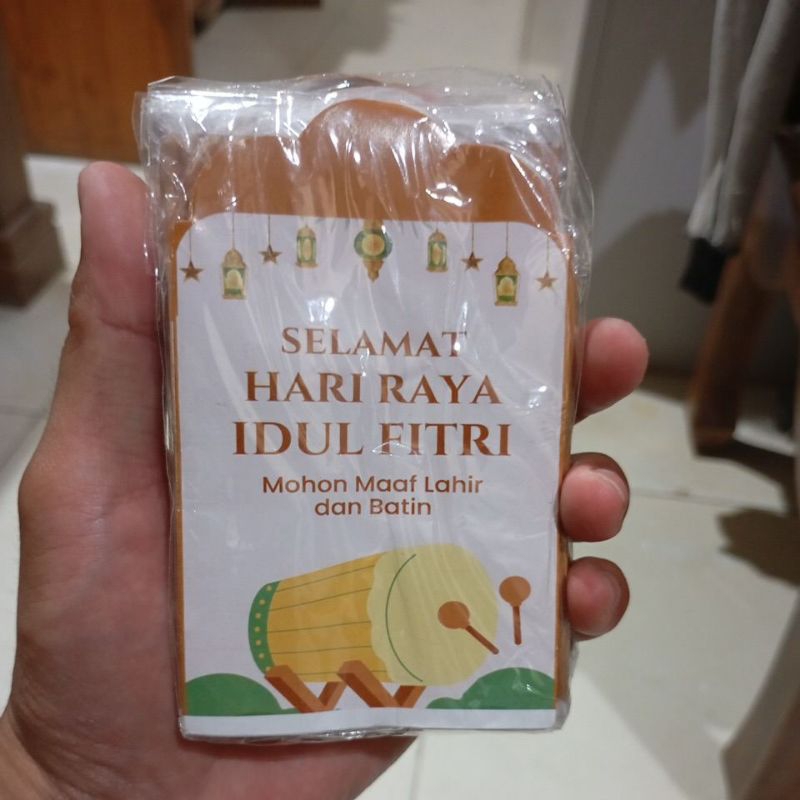 SELAMAT
HARI RAYA
IDUL FITRI
Mohon Maaf Lahir
dan Batin